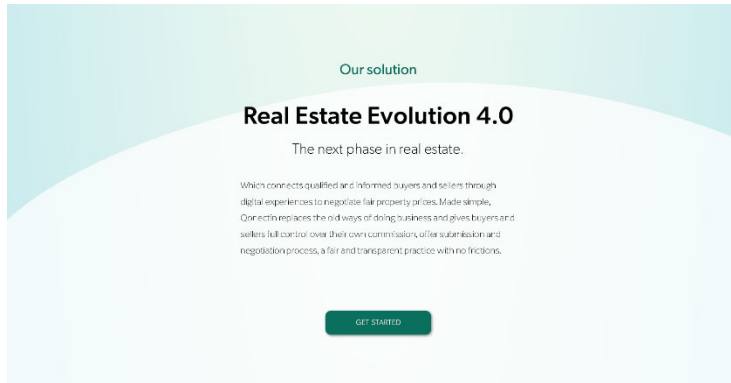 Our solution
Real Estate Evolution 4.0
The next phase in real estate.
Which connects qualified and informed buyers and sellers through
digital experiences to negotiate fair property prices. Made simple,
Qonectin replaces the old ways of doing business and gives buyers and
sellers full control over their own commission, offer submission and
negotiation process, a fair and transparent practice with no frictions.
GET STARTED